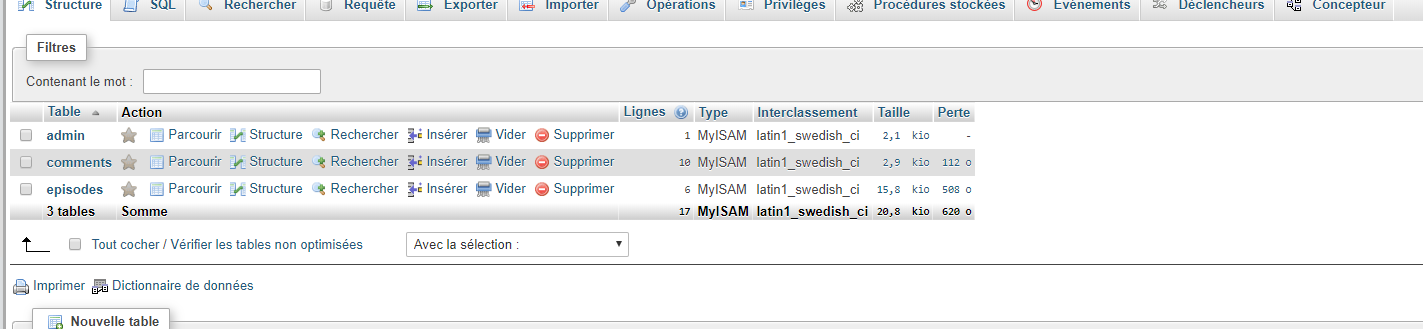 Structure SQL Rechercher Requête Exporter Importer Opérations Privilèges Procédures stockées Évènements Déclencheurs Concepteur
Filtres
Contenant le mot :
Table Action Lignes Type Interclassement Taille Perte
admin Parcourir Structure Rechercher Insérer Vider Supprimer 1 MyISAM latin1_swedish_ci 2,1 kio -
comments Parcourir Structure Rechercher Insérer Vider Supprimer 10 MyISAM latin1_swedish_ci 2,9 kio 112 o
episodes Parcourir Structure Rechercher Insérer Vider Supprimer 6 MyISAM latin1_swedish_ci 15,8 kio 508 o
3 tables Somme 17 MyISAM latin1_swedish_ci 20,8 kio 620 o
Tout cocher / Vérifier les tables non optimisées Avec la sélection :
Imprimer Dictionnaire de données
Nouvelle table